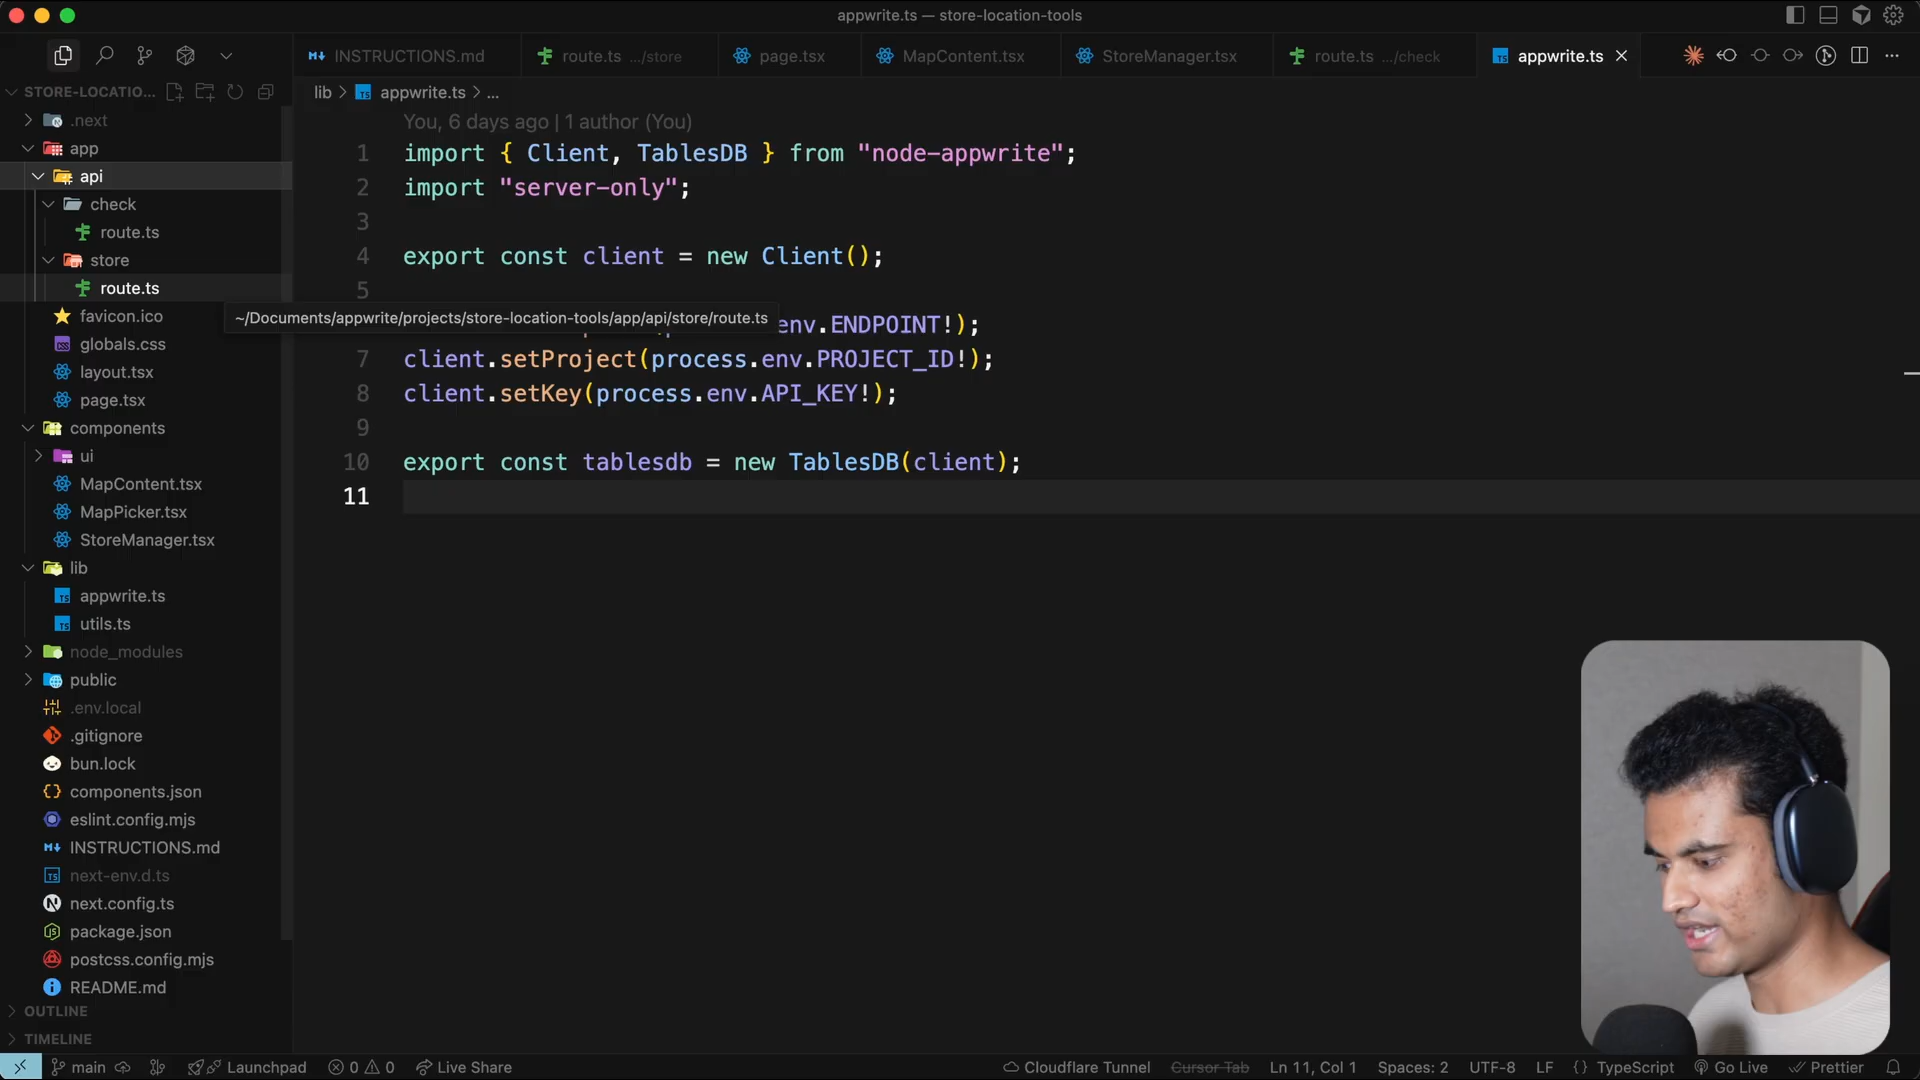 appwrite.ts — store-location-tools
INSTRUCTIONS.md
route.ts .../store
page.tsx
MapContent.tsx
StoreManager.tsx
route.ts .../check
appwrite.ts
STORE-LOCATIO...
lib > appwrite.ts > ...
.next
You, 6 days ago | 1 author (You)
app
1 import { Client, TablesDB } from "node-appwrite";
api
2 import "server-only";
check
3
route.ts
4 export const client = new Client();
store
5
route.ts
~/Documents/appwrite/projects/store-location-tools/app/api/store/route.ts
favicon.ico
env.ENDPOINT!);
globals.css
7 client.setProject(process.env.PROJECT_ID!);
layout.tsx
8 client.setKey(process.env.API_KEY!);
page.tsx
9
components
10 export const tablesdb = new TablesDB(client);
ui
11
MapContent.tsx
MapPicker.tsx
StoreManager.tsx
lib
appwrite.ts
utils.ts
node_modules
public
.env.local
.gitignore
bun.lock
components.json
eslint.config.mjs
INSTRUCTIONS.md
next-env.d.ts
next.config.ts
package.json
postcss.config.mjs
README.md
OUTLINE
TIMELINE
main Launchpad 0 0 Live Share Cloudflare Tunnel Cursor Tab Ln 11, Col 1 Spaces: 2 UTF-8 LF {} TypeScript Go Live Prettier